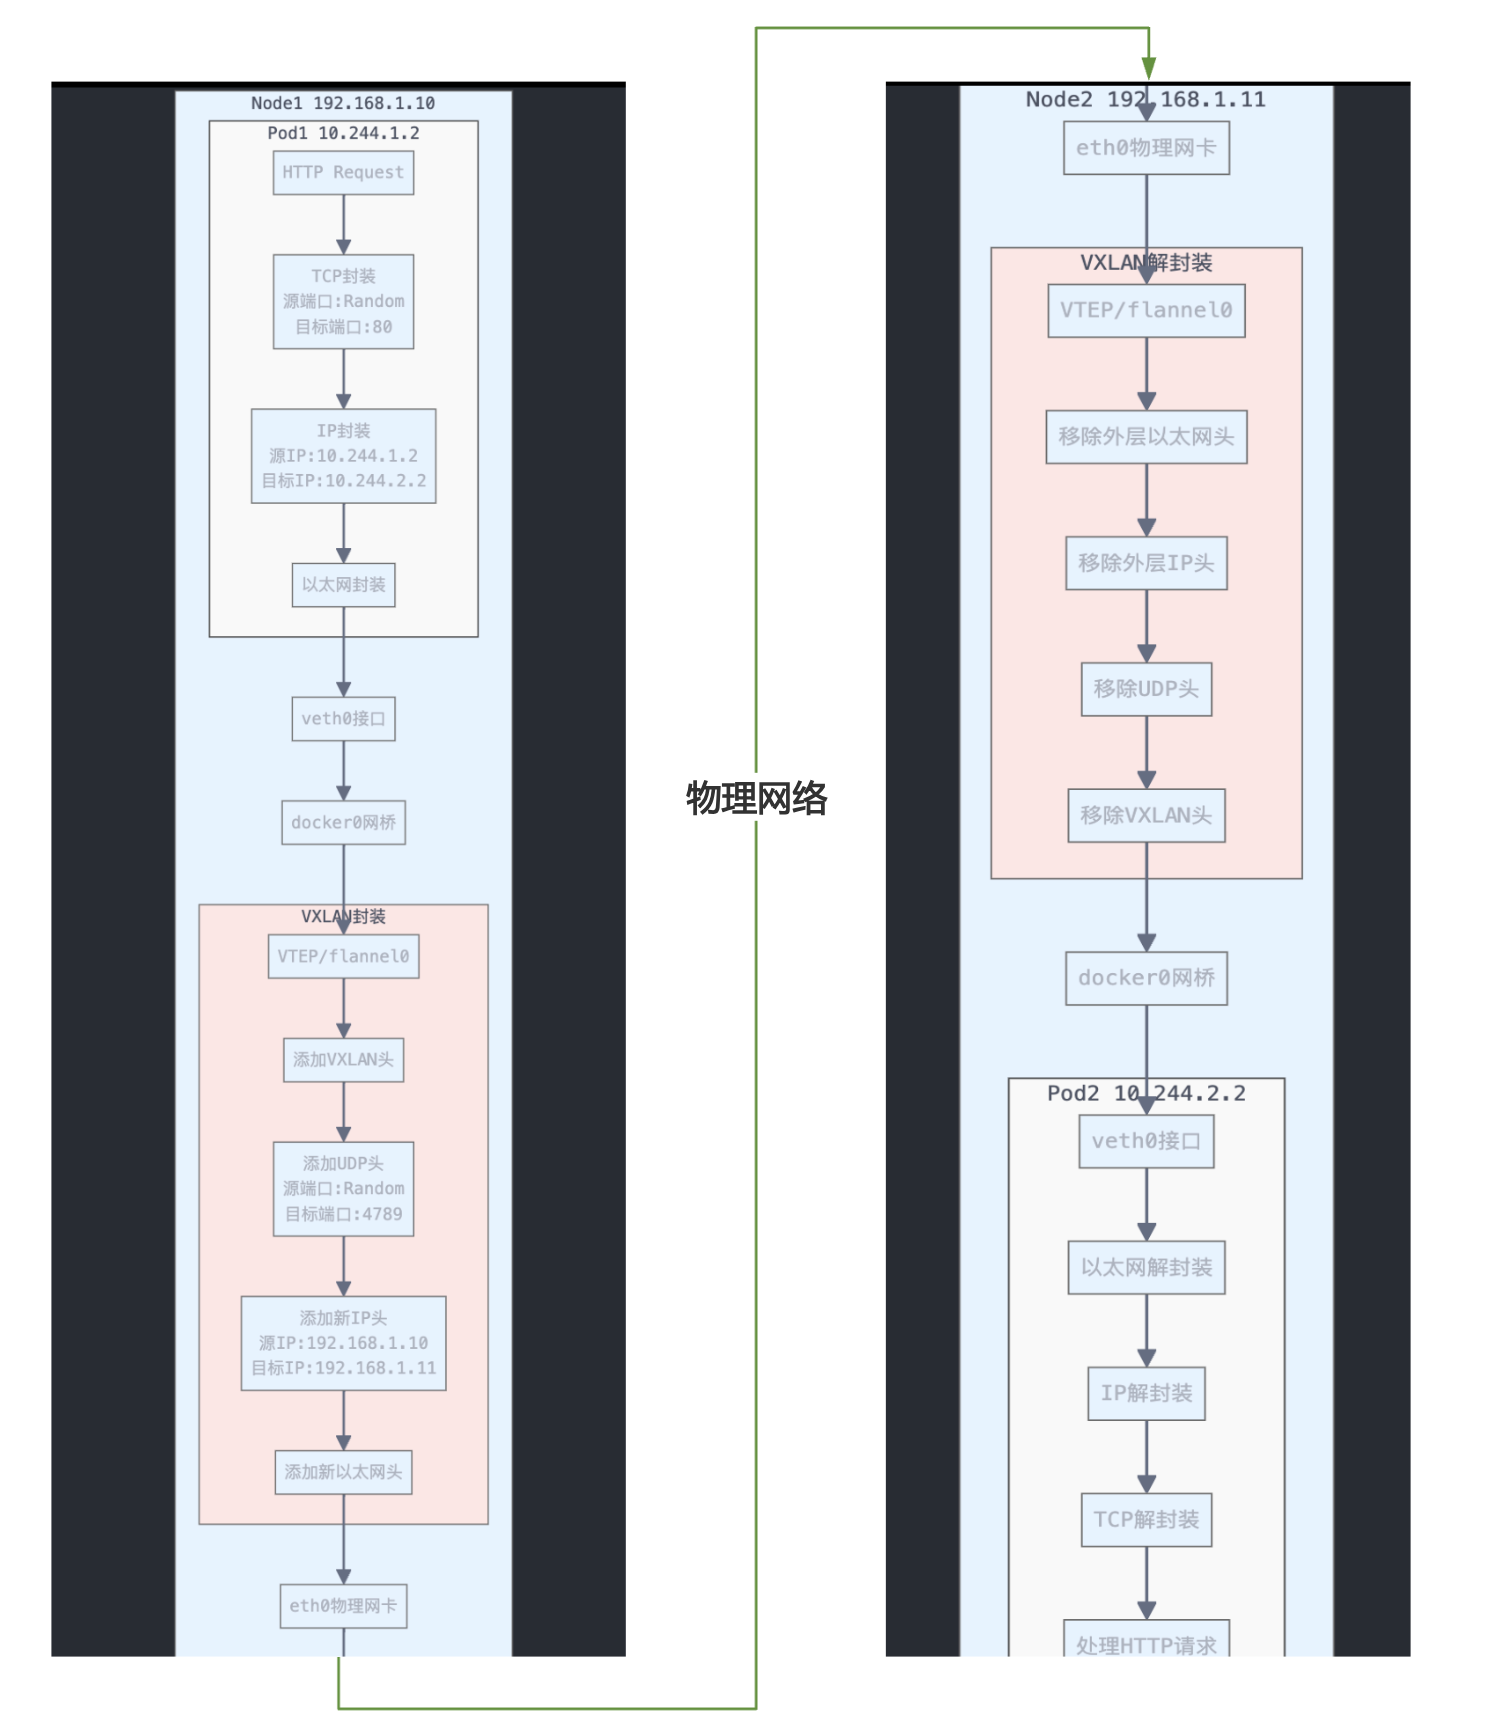 Node1 192.168.1.10
Pod1 10.244.1.2
HTTP Request
TCP封装
源端口:Random
目标端口:80
IP封装
源IP:10.244.1.2
目标IP:10.244.2.2
以太网封装
veth0接口
docker0网桥
VXLAN封装
VTEP/flannel0
添加VXLAN头
添加UDP头
源端口:Random
目标端口:4789
添加新IP头
源IP:192.168.1.10
目标IP:192.168.1.11
添加新以太网头
eth0物理网卡
物理网络
Node2 192.168.1.11
eth0物理网卡
VXLAN解封装
VTEP/flannel0
移除外层以太网头
移除外层IP头
移除UDP头
移除VXLAN头
docker0网桥
Pod2 10.244.2.2
veth0接口
以太网解封装
IP解封装
TCP解封装
处理HTTP请求